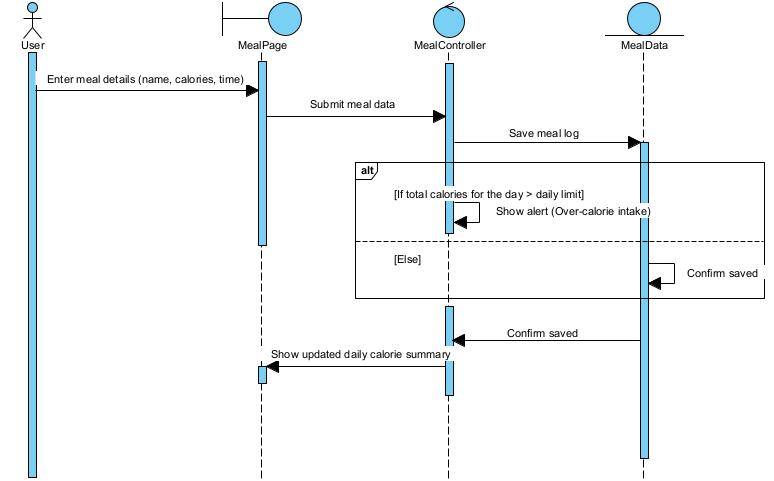 User
MealPage
MealController
MealData
Enter meal details (name, calories, time)
Submit meal data
Save meal log
alt
[If total calories for the day > daily limit]
Show alert (Over-calorie intake)
[Else]
Confirm saved
Confirm saved
Show updated daily calorie summary